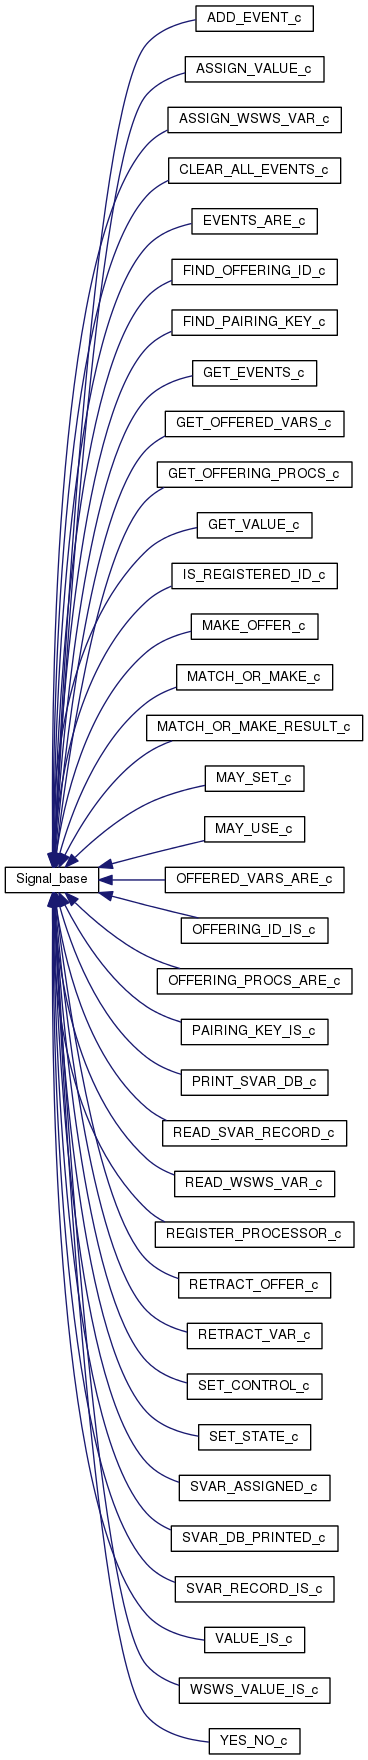 ADD_EVENT_c
ASSIGN_VALUE_c
ASSIGN_WSWS_VAR_c
CLEAR_ALL_EVENTS_c
EVENTS_ARE_c
FIND_OFFERING_ID_c
FIND_PAIRING_KEY_c
GET_EVENTS_c
GET_OFFERED_VARS_c
GET_OFFERING_PROCS_c
GET_VALUE_c
IS_REGISTERED_ID_c
MAKE_OFFER_c
MATCH_OR_MAKE_c
MATCH_OR_MAKE_RESULT_c
MAY_SET_c
MAY_USE_c
Signal_base
OFFERED_VARS_ARE_c
OFFERING_ID_IS_c
OFFERING_PROCS_ARE_c
PAIRING_KEY_IS_c
PRINT_SVAR_DB_c
READ_SVAR_RECORD_c
READ_WSWS_VAR_c
REGISTER_PROCESSOR_c
RETRACT_OFFER_c
RETRACT_VAR_c
SET_CONTROL_c
SET_STATE_c
SVAR_ASSIGNED_c
SVAR_DB_PRINTED_c
SVAR_RECORD_IS_c
VALUE_IS_c
WSWS_VALUE_IS_c
YES_NO_c